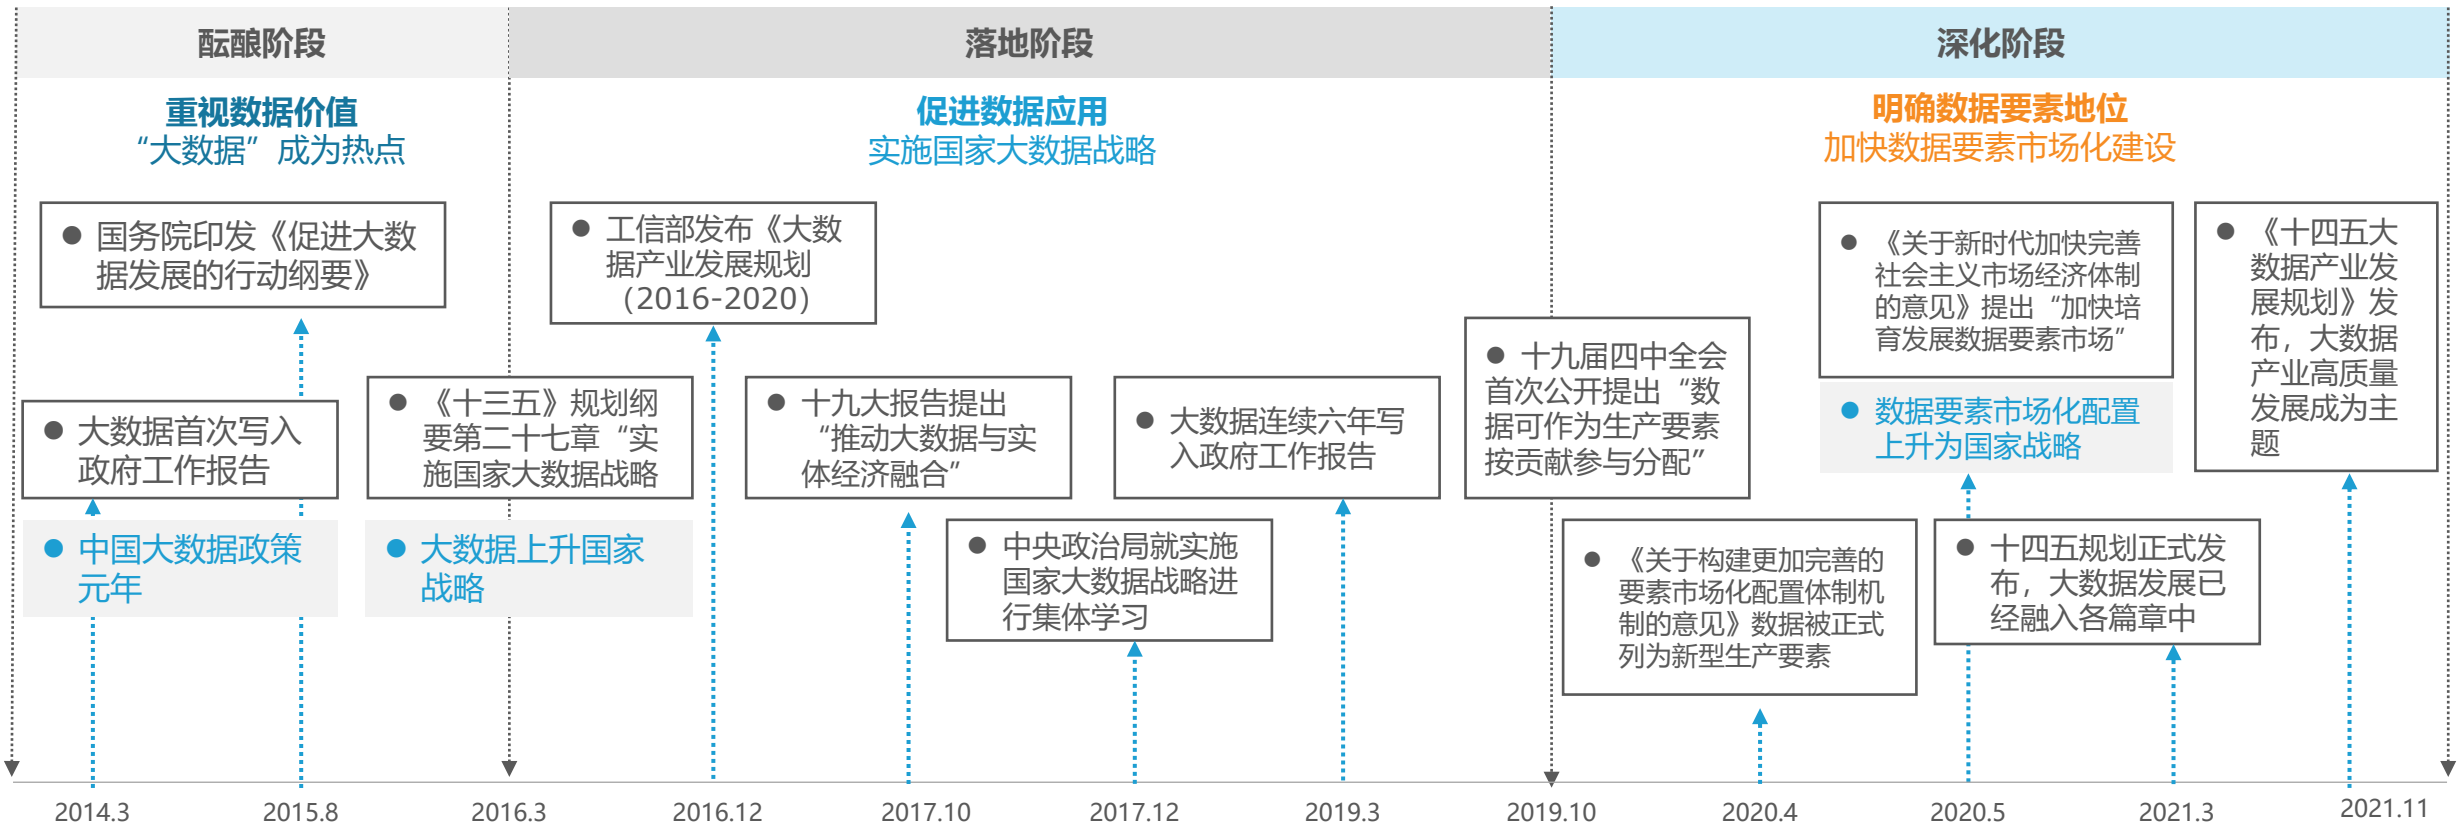 酝酿阶段
落地阶段
深化阶段
重视数据价值
“大数据”成为热点
促进数据应用
实施国家大数据战略
明确数据要素地位
加快数据要素市场化建设
国务院印发《促进大数
据发展的行动纲要》
大数据首次写入
政府工作报告
中国大数据政策
元年
《十三五》规划纲
要第二十七章“实
施国家大数据战略
大数据上升国家
战略
工信部发布《大数
据产业发展规划
（2016-2020）
十九大报告提出
“推动大数据与实
体经济融合”
中央政治局就实施
国家大数据战略进
行集体学习
大数据连续六年写
入政府工作报告
十九届四中全会
首次公开提出“数
据可作为生产要素
按贡献参与分配”
《关于构建更加完善的
要素市场化配置体制机
制的意见》数据被正式
列为新型生产要素
《关于新时代加快完善
社会主义市场经济体制
的意见》提出“加快培
育发展数据要素市场”
数据要素市场化配置
上升为国家战略
十四五规划正式发
布，大数据发展已
经融入各篇章中
《十四五大
数据产业发
展规划》发
布，大数据
产业高质量
发展成为主
题
2014.3
2015.8
2016.3
2016.12
2017.10
2017.12
2019.3
2019.10
2020.4
2020.5
2021.3
2021.11